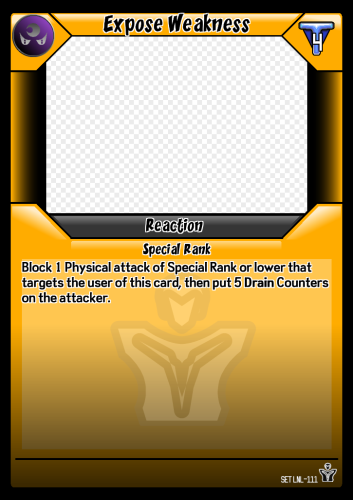 Expose Weakness
4
Reaction
Special Rank
Block 1 Physical attack of Special Rank or lower that
targets the user of this card, then put 5 Drain Counters
on the attacker.
SET LNL-111